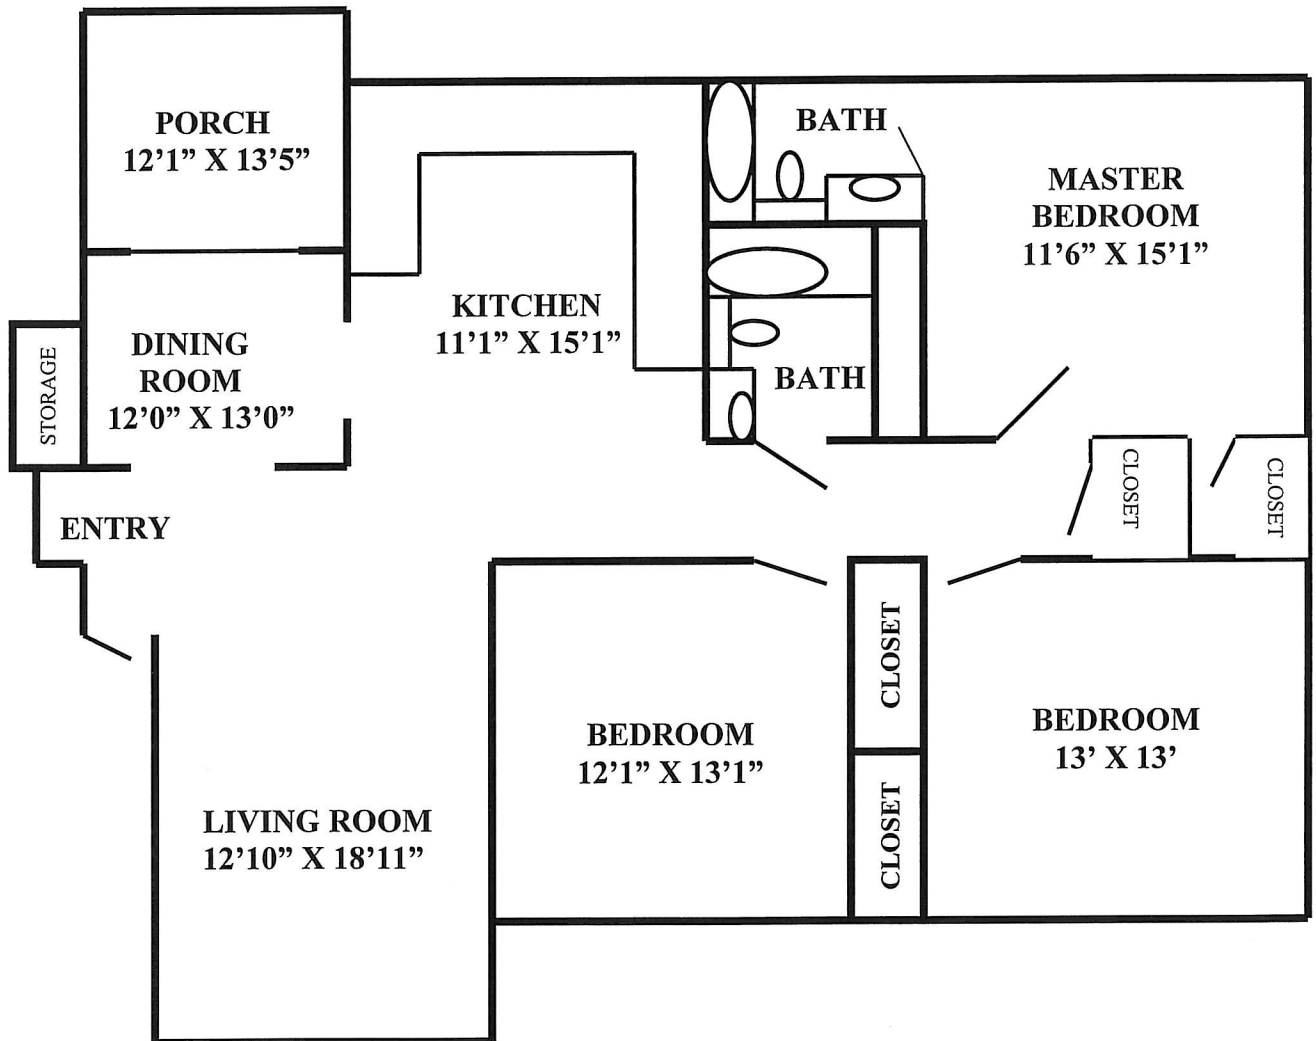 PORCH
12’1” X 13’5”
BATH
MASTER
BEDROOM
11’6” X 15’1”
KITCHEN
11’1” X 15’1”
DINING
ROOM
12’0” X 13’0”
STORAGE
BATH
ENTRY
CLOSET
CLOSET
CLOSET
BEDROOM
12’1” X 13’1”
BEDROOM
13’ X 13’
LIVING ROOM
12’10” X 18’11”
CLOSET